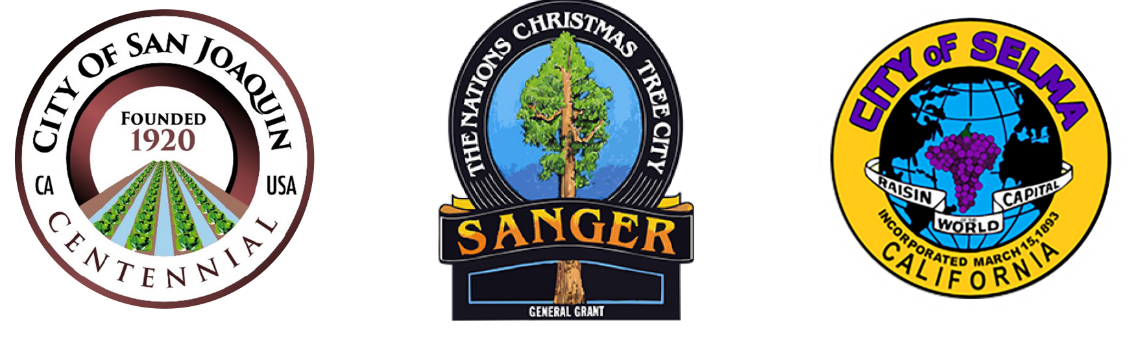 CITY OF SAN JOAQUIN
FOUNDED
1920
CA
USA
CENTENNIAL
THE NATIONS CHRISTMAS TREE CITY
SANGER
GENERAL GRANT
CITY OF SELMA
RAISIN
CAPITAL
OF THE
WORLD
INCORPORATED MARCH 15, 1893
CALIFORNIA